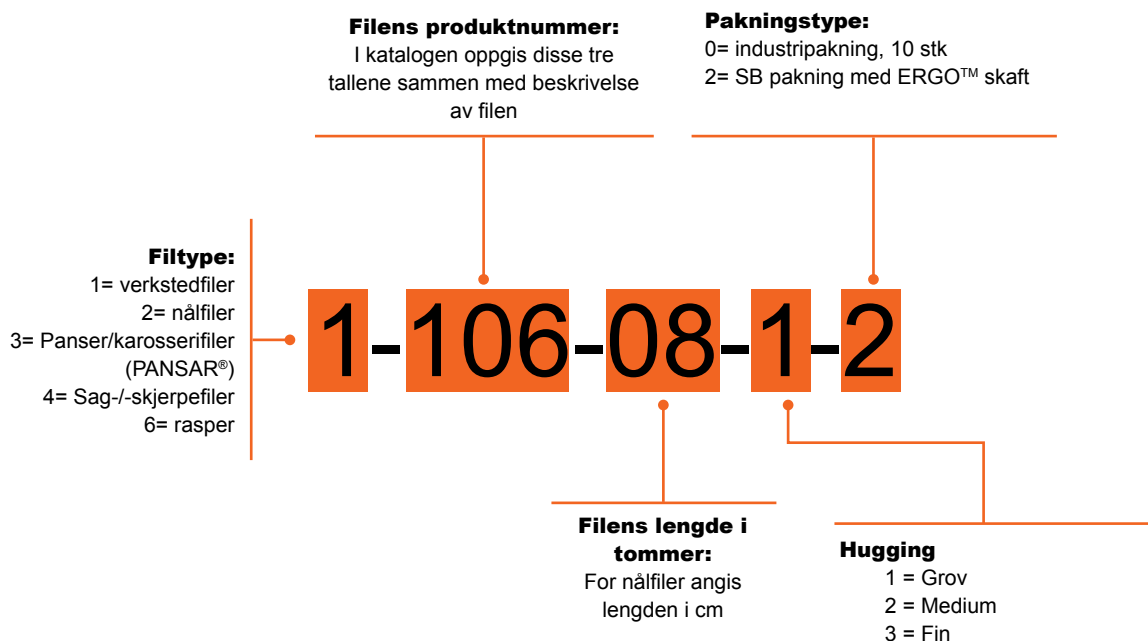 Filens produktnummer:
I katalogen oppgis disse tre
tallene sammen med beskrivelse
av filen
Pakningstype:
0= industripakning, 10 stk
2= SB pakning med ERGO™ skaft
Filtype:
1= verkstedfiler
2= nålfiler
3= Panser/karosserifiler
(PANSAR®)
4= Sag-/-skjerpefiler
6= rasper
1-106-08-1-2
Filens lengde i
tommer:
For nålfiler angis
lengden i cm
Hugging
1 = Grov
2 = Medium
3 = Fin